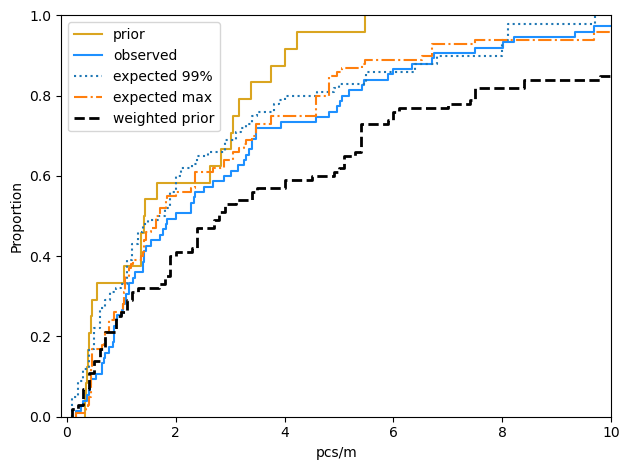 1.0
0.8
0.6
0.4
0.2
0.0
Proportion
prior
observed
expected 99%
expected max
weighted prior
0
2
4
6
8
10
pcs/m